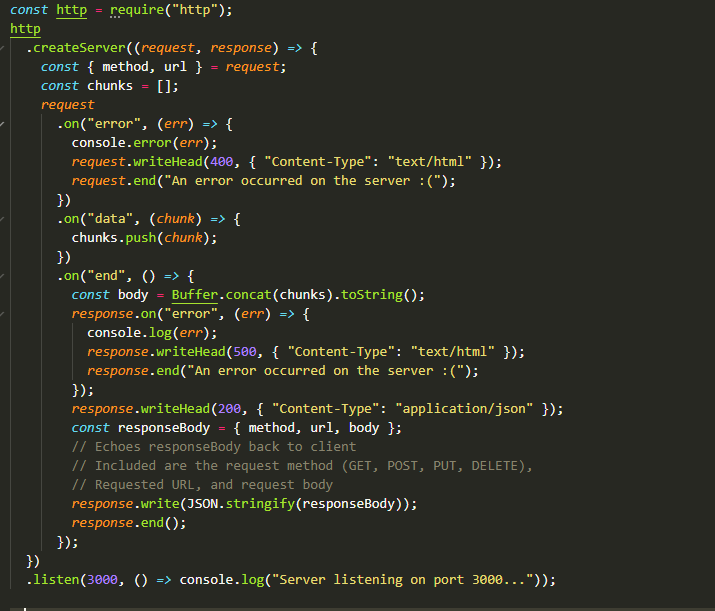 const http = require("http");
http
  .createServer((request, response) => {
    const { method, url } = request;
    const chunks = [];
    request
      .on("error", (err) => {
        console.error(err);
        request.writeHead(400, { "Content-Type": "text/html" });
        request.end("An error occurred on the server :(");
      })
      .on("data", (chunk) => {
        chunks.push(chunk);
      })
      .on("end", () => {
        const body = Buffer.concat(chunks).toString();
        response.on("error", (err) => {
          console.log(err);
          response.writeHead(500, { "Content-Type": "text/html" });
          response.end("An error occurred on the server :(");
        });
        response.writeHead(200, { "Content-Type": "application/json" });
        const responseBody = { method, url, body };
        // Echoes responseBody back to client
        // Included are the request method (GET, POST, PUT, DELETE),
        // Requested URL, and request body
        response.write(JSON.stringify(responseBody));
        response.end();
      });
  })
  .listen(3000, () => console.log("Server listening on port 3000..."));